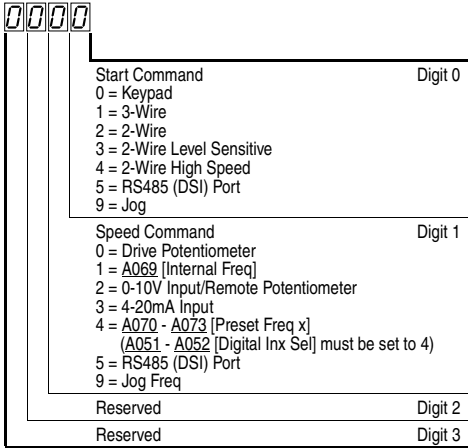 0000
Start Command Digit 0
0 = Keypad
1 = 3-Wire
2 = 2-Wire
3 = 2-Wire Level Sensitive
4 = 2-Wire High Speed
5 = RS485 (DSI) Port
9 = Jog
Speed Command Digit 1
0 = Drive Potentiometer
1 = A069 [Internal Freq]
2 = 0-10V Input/Remote Potentiometer
3 = 4-20mA Input
4 = A070 - A073 [Preset Freq x]
(A051 - A052 [Digital Inx Sel] must be set to 4)
5 = RS485 (DSI) Port
9 = Jog Freq
Reserved Digit 2
Reserved Digit 3